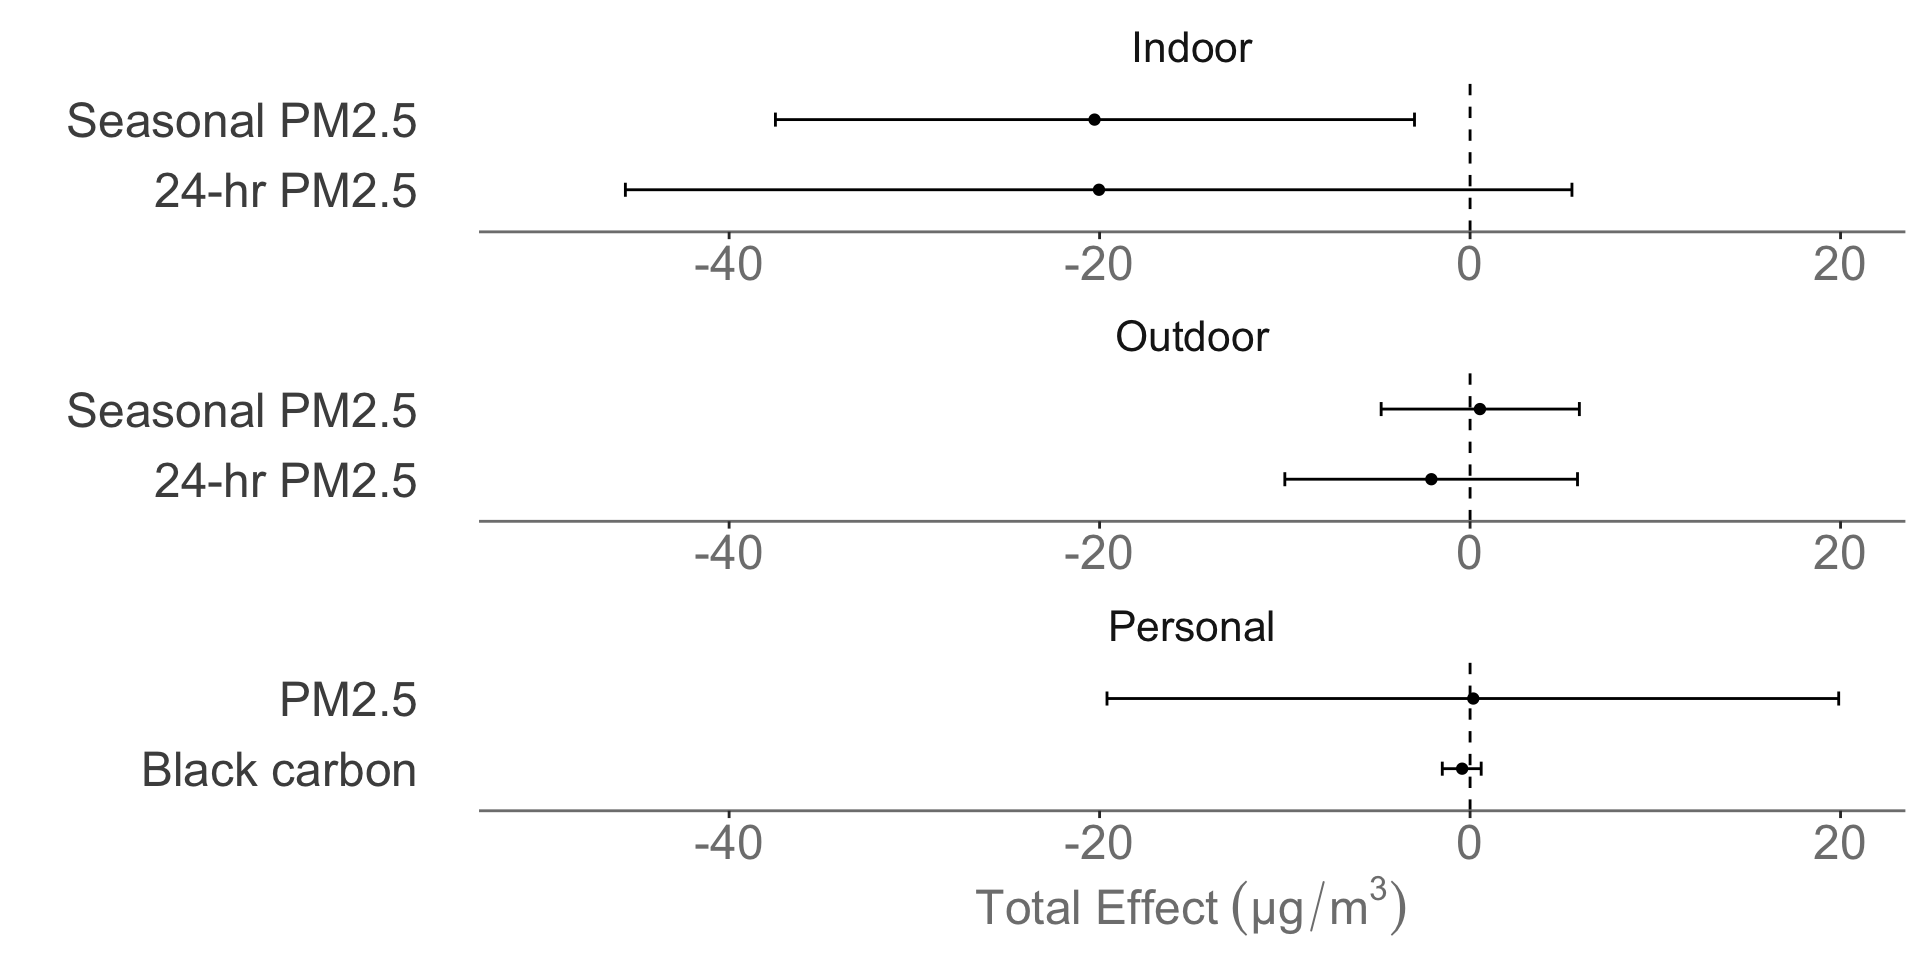 Indoor
Seasonal PM2.5
24-hr PM2.5
-40 -20 0 20
Outdoor
Seasonal PM2.5
24-hr PM2.5
-40 -20 0 20
Personal
PM2.5
Black carbon
-40 -20 0 20
Total Effect (µg/m³)